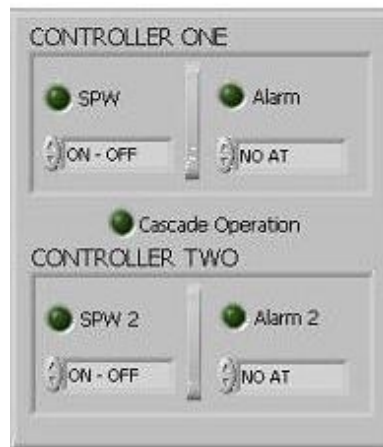 CONTROLLER ONE
SPW Alarm
ON - OFF NO AT
Cascade Operation
CONTROLLER TWO
SPW 2 Alarm 2
ON - OFF NO AT